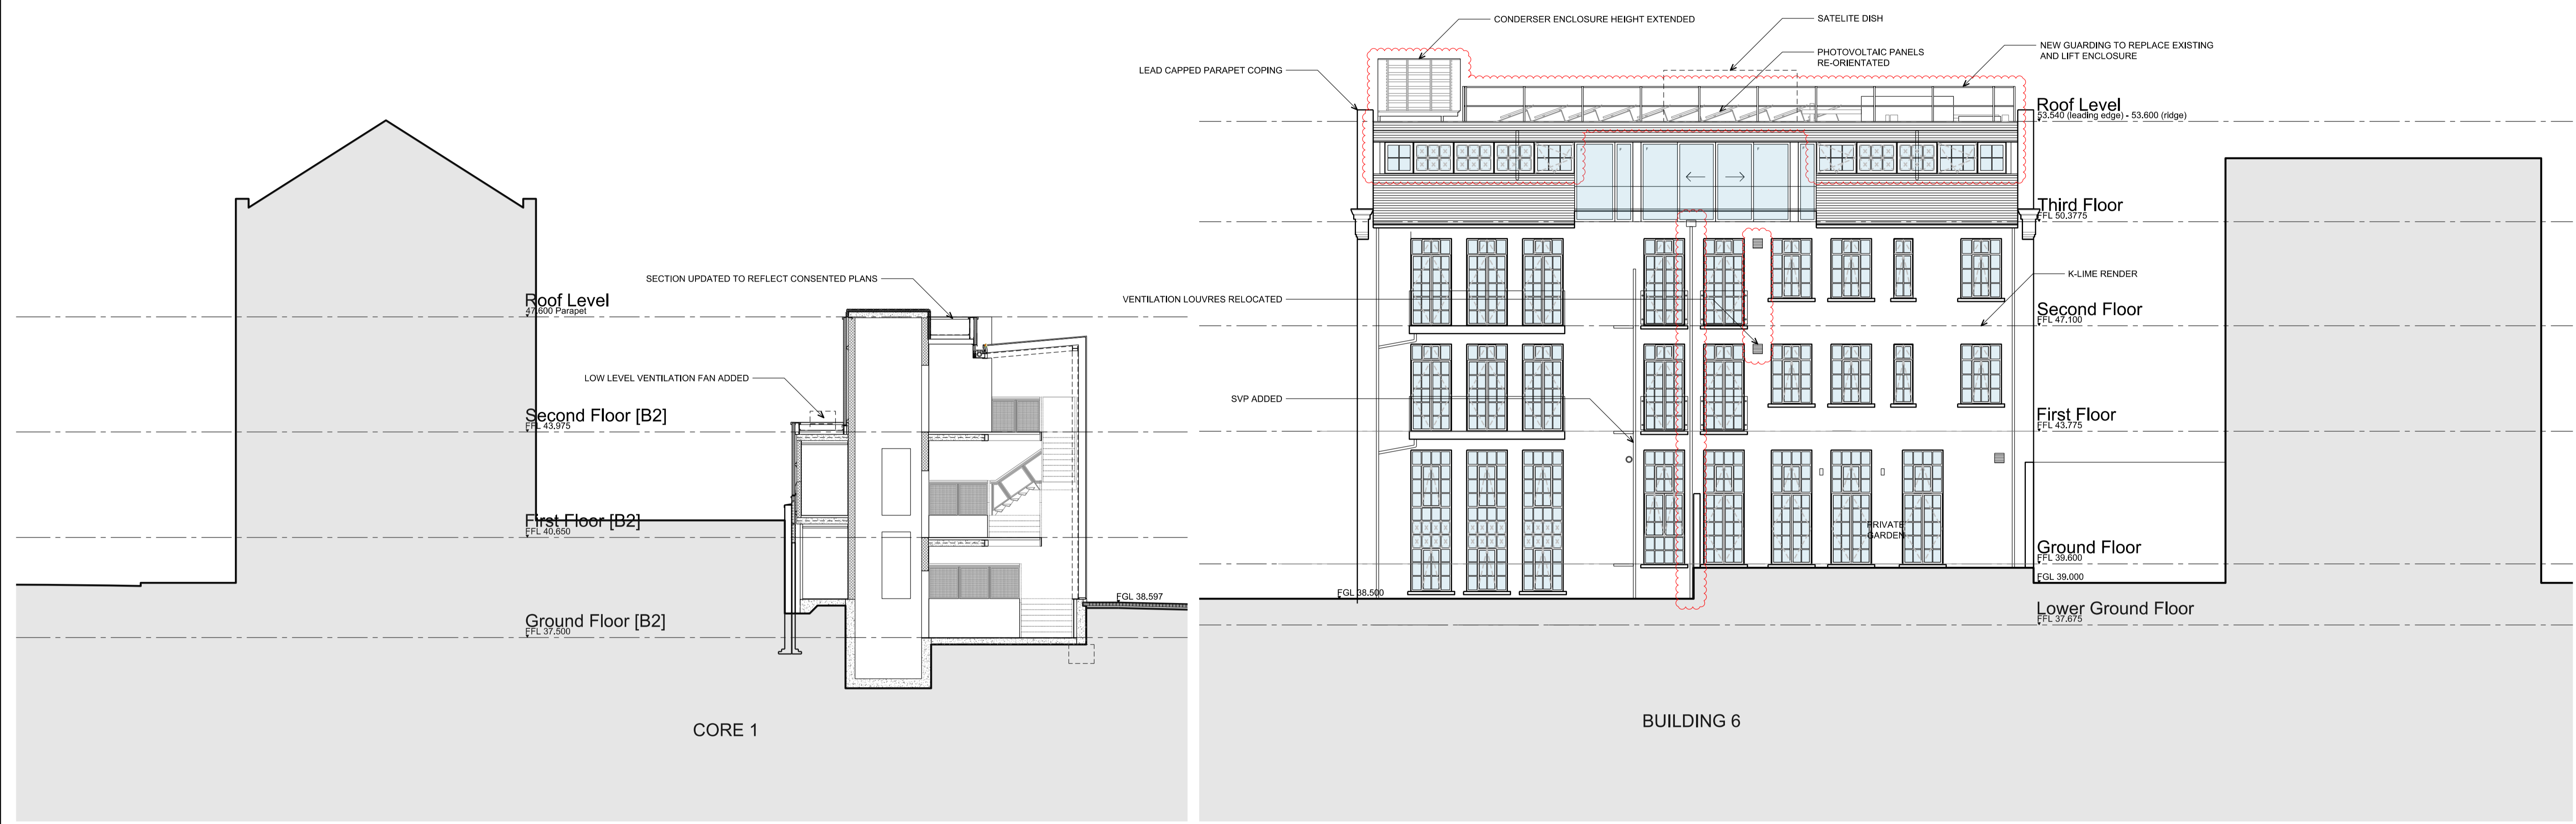 CONDERSER ENCLOSURE HEIGHT EXTENDED
SATELITE DISH
LEAD CAPPED PARAPET COPING
PHOTOVOLTAIC PANELS
RE-ORIENTATED
NEW GUARDING TO REPLACE EXISTING
AND LIFT ENCLOSURE
Roof Level
53.540 (leading edge) - 53.600 (ridge)
Third Floor
FFL 50.3775
SECTION UPDATED TO REFLECT CONSENTED PLANS
K-LIME RENDER
Roof Level
47.600 Parapet
VENTILATION LOUVRES RELOCATED
Second Floor
FFL 47.100
LOW LEVEL VENTILATION FAN ADDED
SVP ADDED
Second Floor [B2]
FFL 43.975
First Floor
FFL 43.775
First Floor [B2]
FFL 40.650
PRIVATE
GARDEN
Ground Floor
FFL 39.600
FGL 39.000
FGL 38.597
FGL 38.500
Ground Floor [B2]
FFL 37.500
Lower Ground Floor
FFL 37.675
CORE 1
BUILDING 6